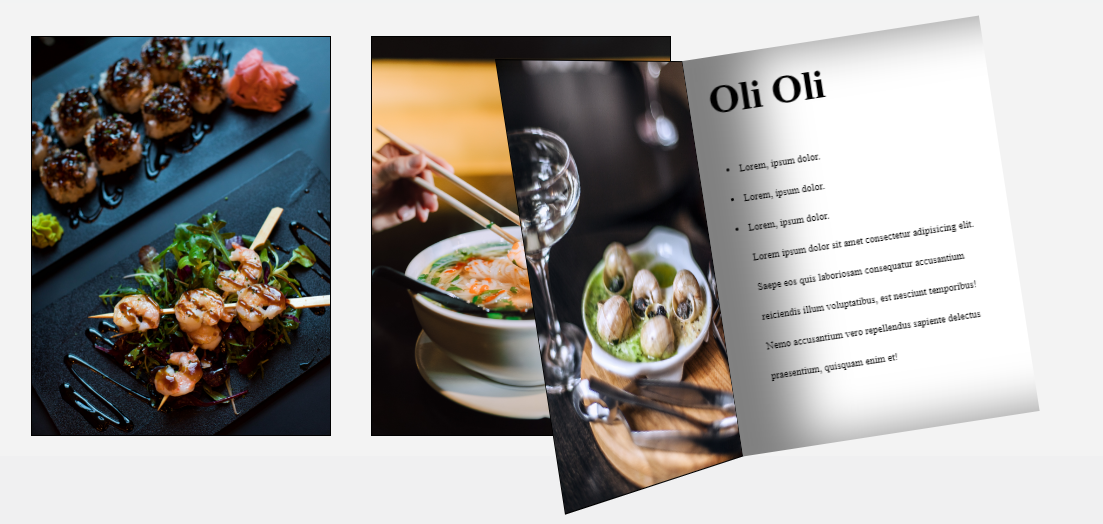 Oli Oli
• Lorem, ipsum dolor.
• Lorem, ipsum dolor.
• Lorem, ipsum dolor.
Lorem ipsum dolor sit amet consectetur adipisicing elit.
Saepe eos quis laboriosam consequatur accusantium
reiciendis illum voluptatibus, est nesciunt temporibus!
Nemo accusantium vero repellendus sapiente delectus
praesentium, quisquam enim et!